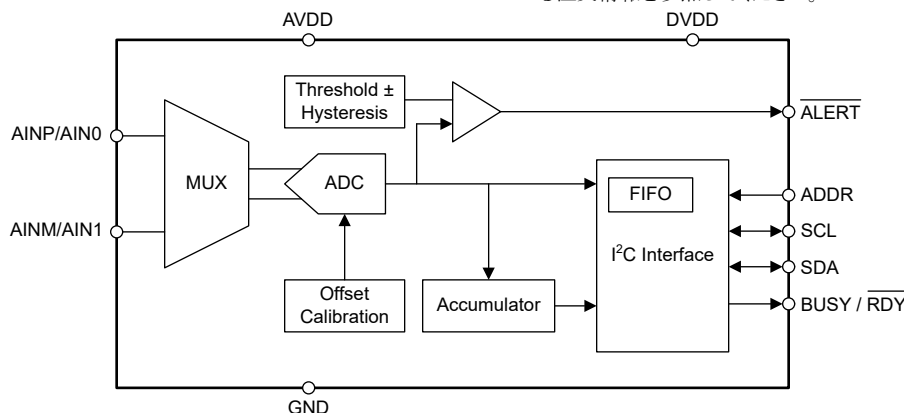 AVDD
DVDD
Threshold ±
Hysteresis
ALERT
AINP/AIN0
MUX
ADC
FIFO
ADDR
AINM/AIN1
I²C Interface
SCL
SDA
Offset
Calibration
Accumulator
BUSY / RDY
GND